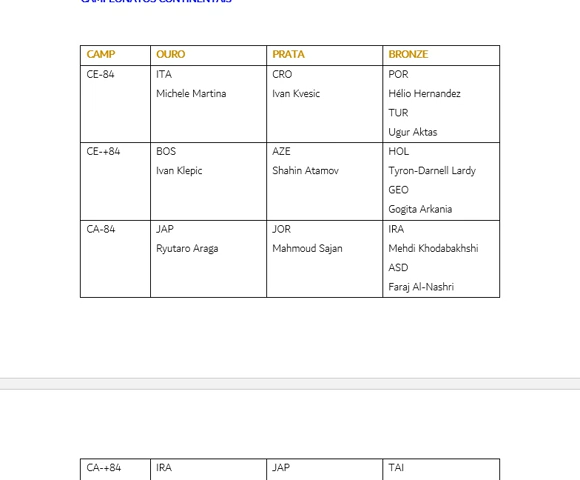 CAMPEONATOS CONTINENTAIS
CAMP OURO PRATA BRONZE
CE-84 ITA CRO POR
Michele Martina Ivan Kvesic Hélio Hernandez
TUR
Ugur Aktas
CE-+84 BOS AZE HOL
Ivan Klepic Shahin Atamov Tyron-Darnell Lardy
GEO
Gogita Arkania
CA-84 JAP JOR IRA
Ryutaro Araga Mahmoud Sajan Mehdi Khodabakhshi
ASD
Faraj Al-Nashri
CA-+84 IRA JAP TAI